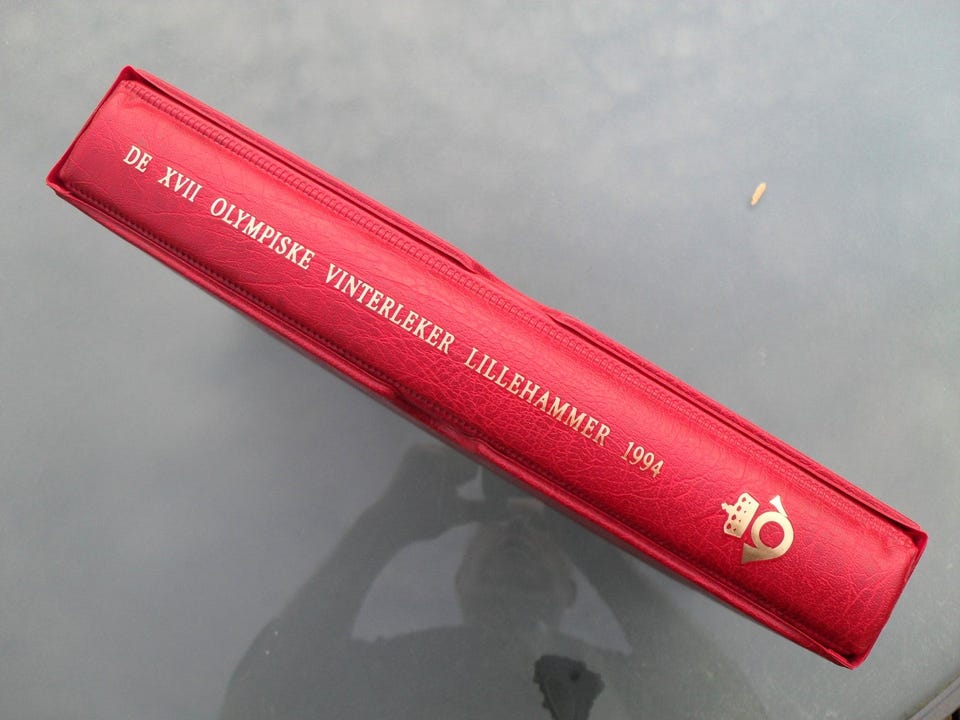 DE XVII OLYMPISKE VINTERLEKER LILLEHAMMER 1994